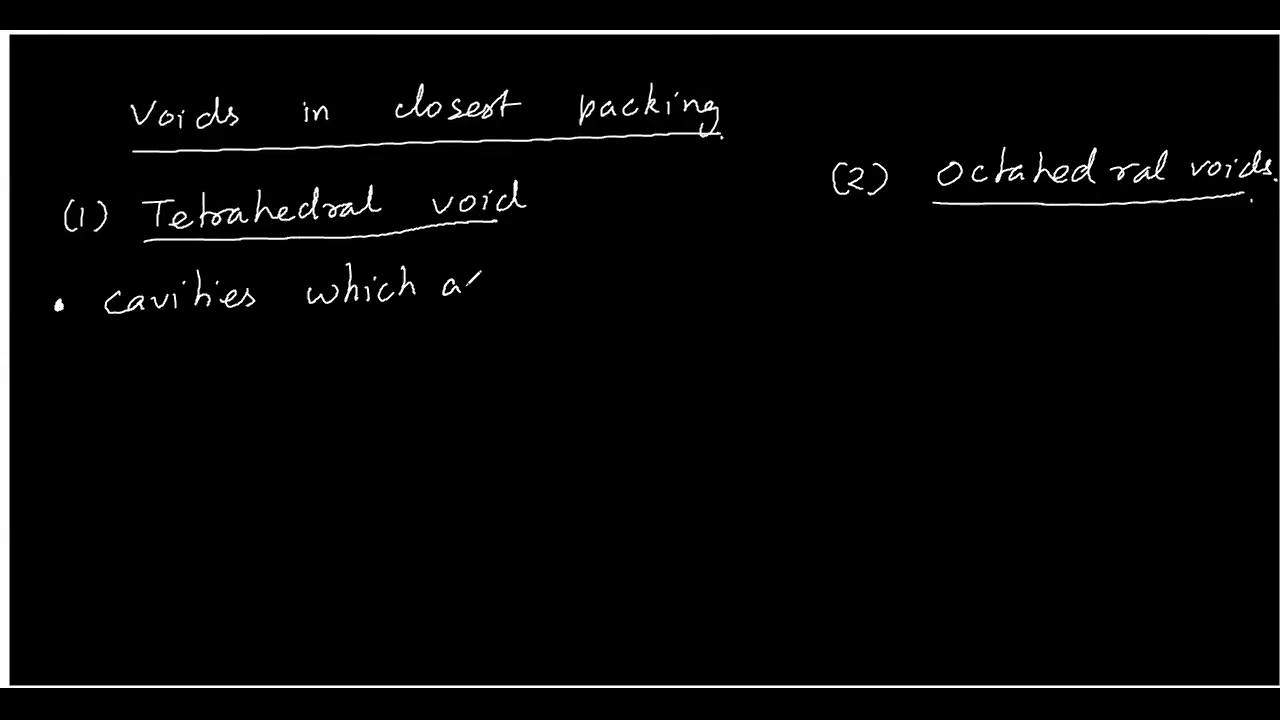 Voids in closest packing.
(1) Tetrahedral void
(2) Octahedral voids.
• cavities which a